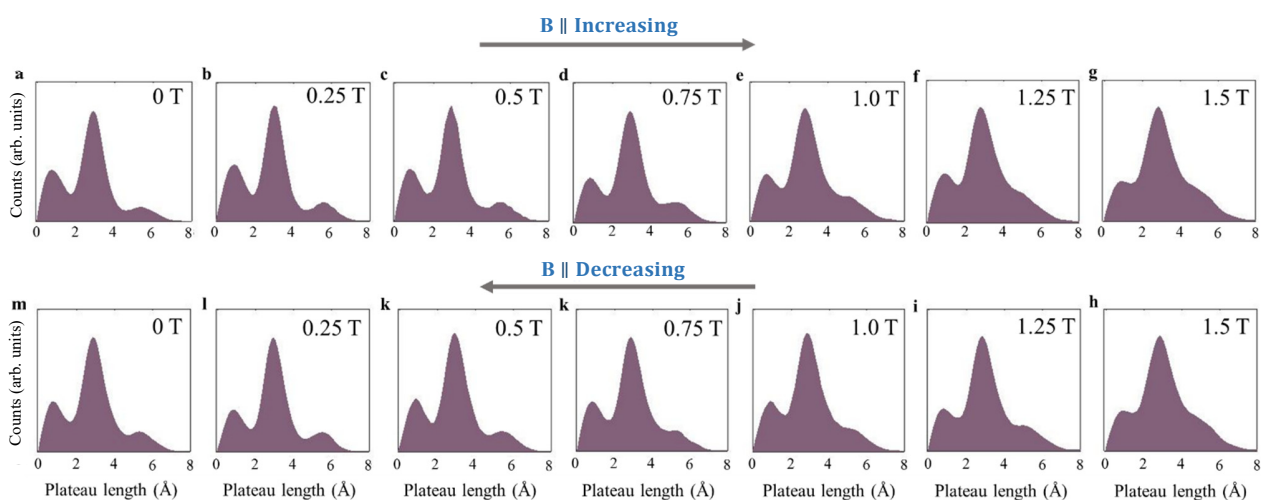 B ∥ Increasing
a b c d e f g
Counts (arb. units)
0 T 0.25 T 0.5 T 0.75 T 1.0 T 1.25 T 1.5 T
0 2 4 6 8 0 2 4 6 8 0 2 4 6 8 0 2 4 6 8 0 2 4 6 8 0 2 4 6 8 0 2 4 6 8
B ∥ Decreasing
m l k k j i h
Counts (arb. units)
0 T 0.25 T 0.5 T 0.75 T 1.0 T 1.25 T 1.5 T
0 2 4 6 8 0 2 4 6 8 0 2 4 6 8 0 2 4 6 8 0 2 4 6 8 0 2 4 6 8 0 2 4 6 8
Plateau length (Å) Plateau length (Å) Plateau length (Å) Plateau length (Å) Plateau length (Å) Plateau length (Å) Plateau length (Å)